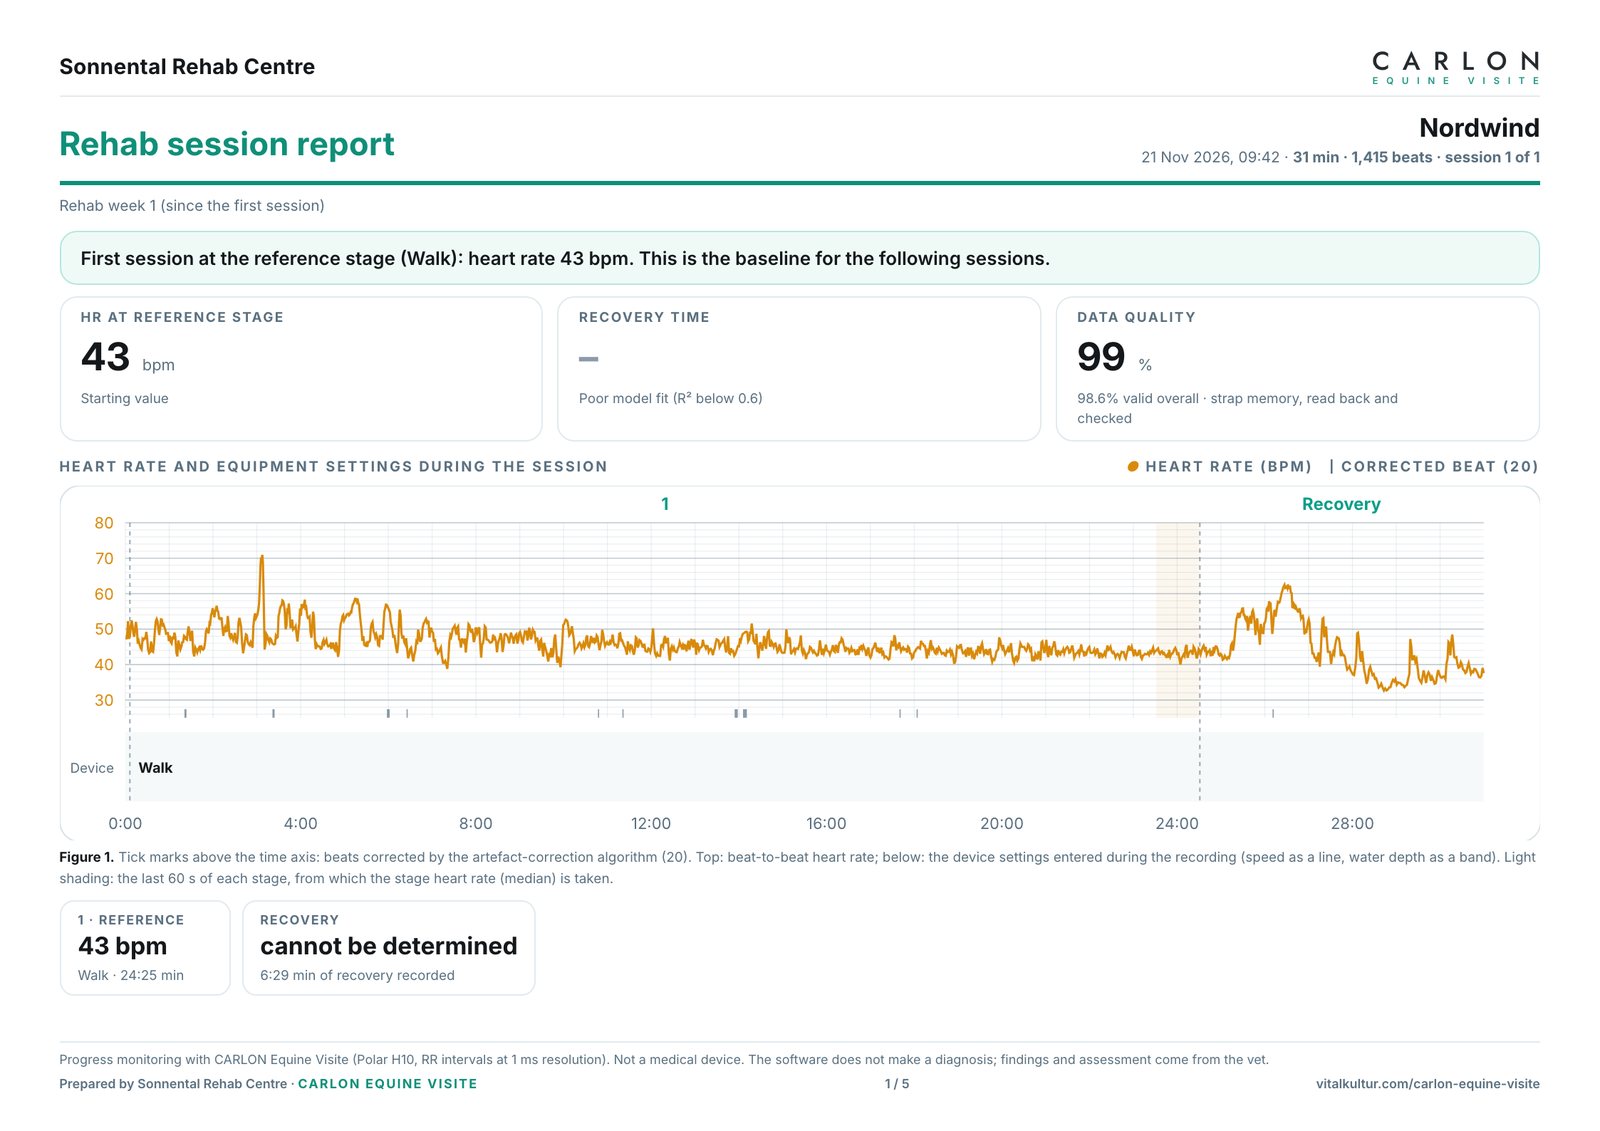 Sonnental Rehab Centre
CARLON
EQUINE VISITE
Rehab session report
Nordwind
21 Nov 2026, 09:42 · 31 min · 1,415 beats · session 1 of 1
Rehab week 1 (since the first session)
First session at the reference stage (Walk): heart rate 43 bpm. This is the baseline for the following sessions.
HR AT REFERENCE STAGE
43 bpm
Starting value
RECOVERY TIME
–
Poor model fit (R² below 0.6)
DATA QUALITY
99 %
98.6% valid overall · strap memory, read back and
checked
HEART RATE AND EQUIPMENT SETTINGS DURING THE SESSION
HEART RATE (BPM) | CORRECTED BEAT (20)
1 Recovery
80
70
60
50
40
30
Device Walk
0:00 4:00 8:00 12:00 16:00 20:00 24:00 28:00
Figure 1. Tick marks above the time axis: beats corrected by the artefact-correction algorithm (20). Top: beat-to-beat heart rate; below: the device settings entered during the recording (speed as a line, water depth as a band). Light
shading: the last 60 s of each stage, from which the stage heart rate (median) is taken.
1 · REFERENCE
43 bpm
Walk · 24:25 min
RECOVERY
cannot be determined
6:29 min of recovery recorded
Progress monitoring with CARLON Equine Visite (Polar H10, RR intervals at 1 ms resolution). Not a medical device. The software does not make a diagnosis; findings and assessment come from the vet.
Prepared by Sonnental Rehab Centre · CARLON EQUINE VISITE
1 / 5
vitalkultur.com/carlon-equine-visite